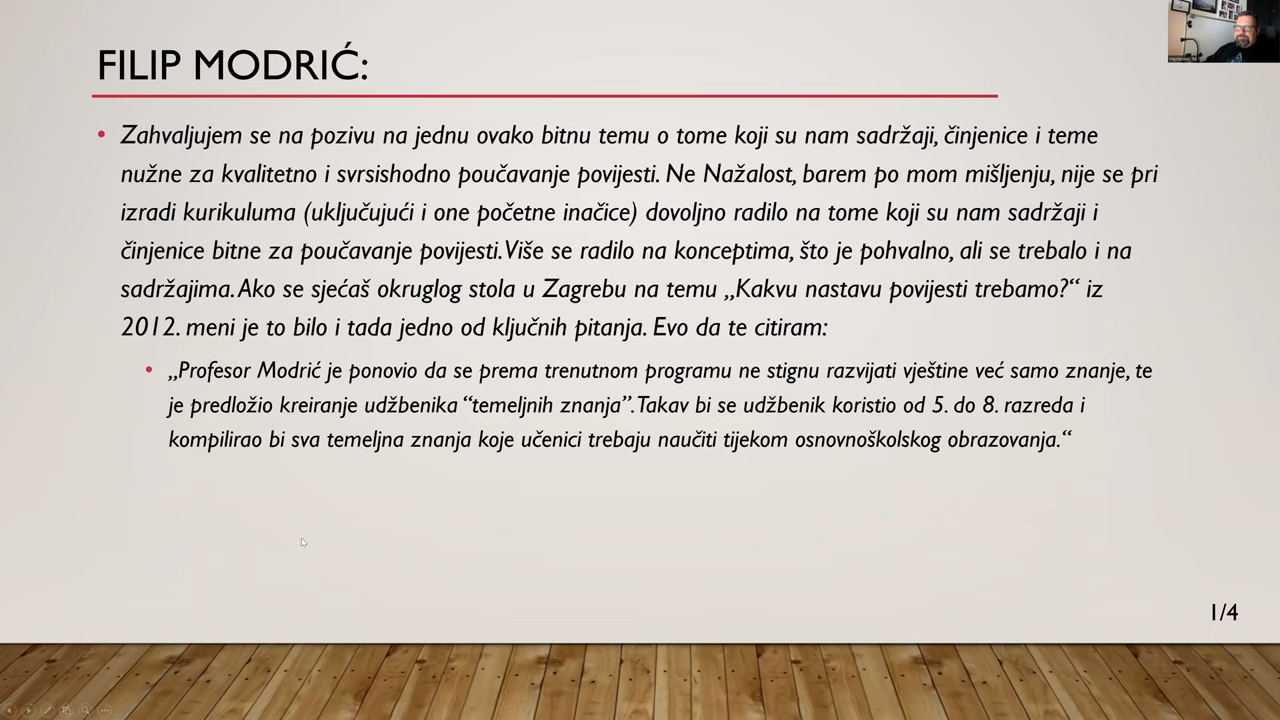 FILIP MODRIĆ:
• Zahvaljujem se na pozivu na jednu ovako bitnu temu o tome koji su nam sadržaji, činjenice i teme
nužne za kvalitetno i svrsishodno poučavanje povijesti. Ne Nažalost, barem po mom mišljenju, nije se pri
izradi kurikuluma (uključujući i one početne inačice) dovoljno radilo na tome koji su nam sadržaji i
činjenice bitne za poučavanje povijesti. Više se radilo na konceptima, što je pohvalno, ali se trebalo i na
sadržajima. Ako se sjećaš okruglog stola u Zagrebu na temu „Kakvu nastavu povijesti trebamo?“ iz
2012. meni je to bilo i tada jedno od ključnih pitanja. Evo da te citiram:
• „Profesor Modrić je ponovio da se prema trenutnom programu ne stignu razvijati vještine već samo znanje, te
je predložio kreiranje udžbenika “temeljnih znanja”. Takav bi se udžbenik koristio od 5. do 8. razreda i
kompilirao bi sva temeljna znanja koje učenici trebaju naučiti tijekom osnovnoškolskog obrazovanja.“
1/4